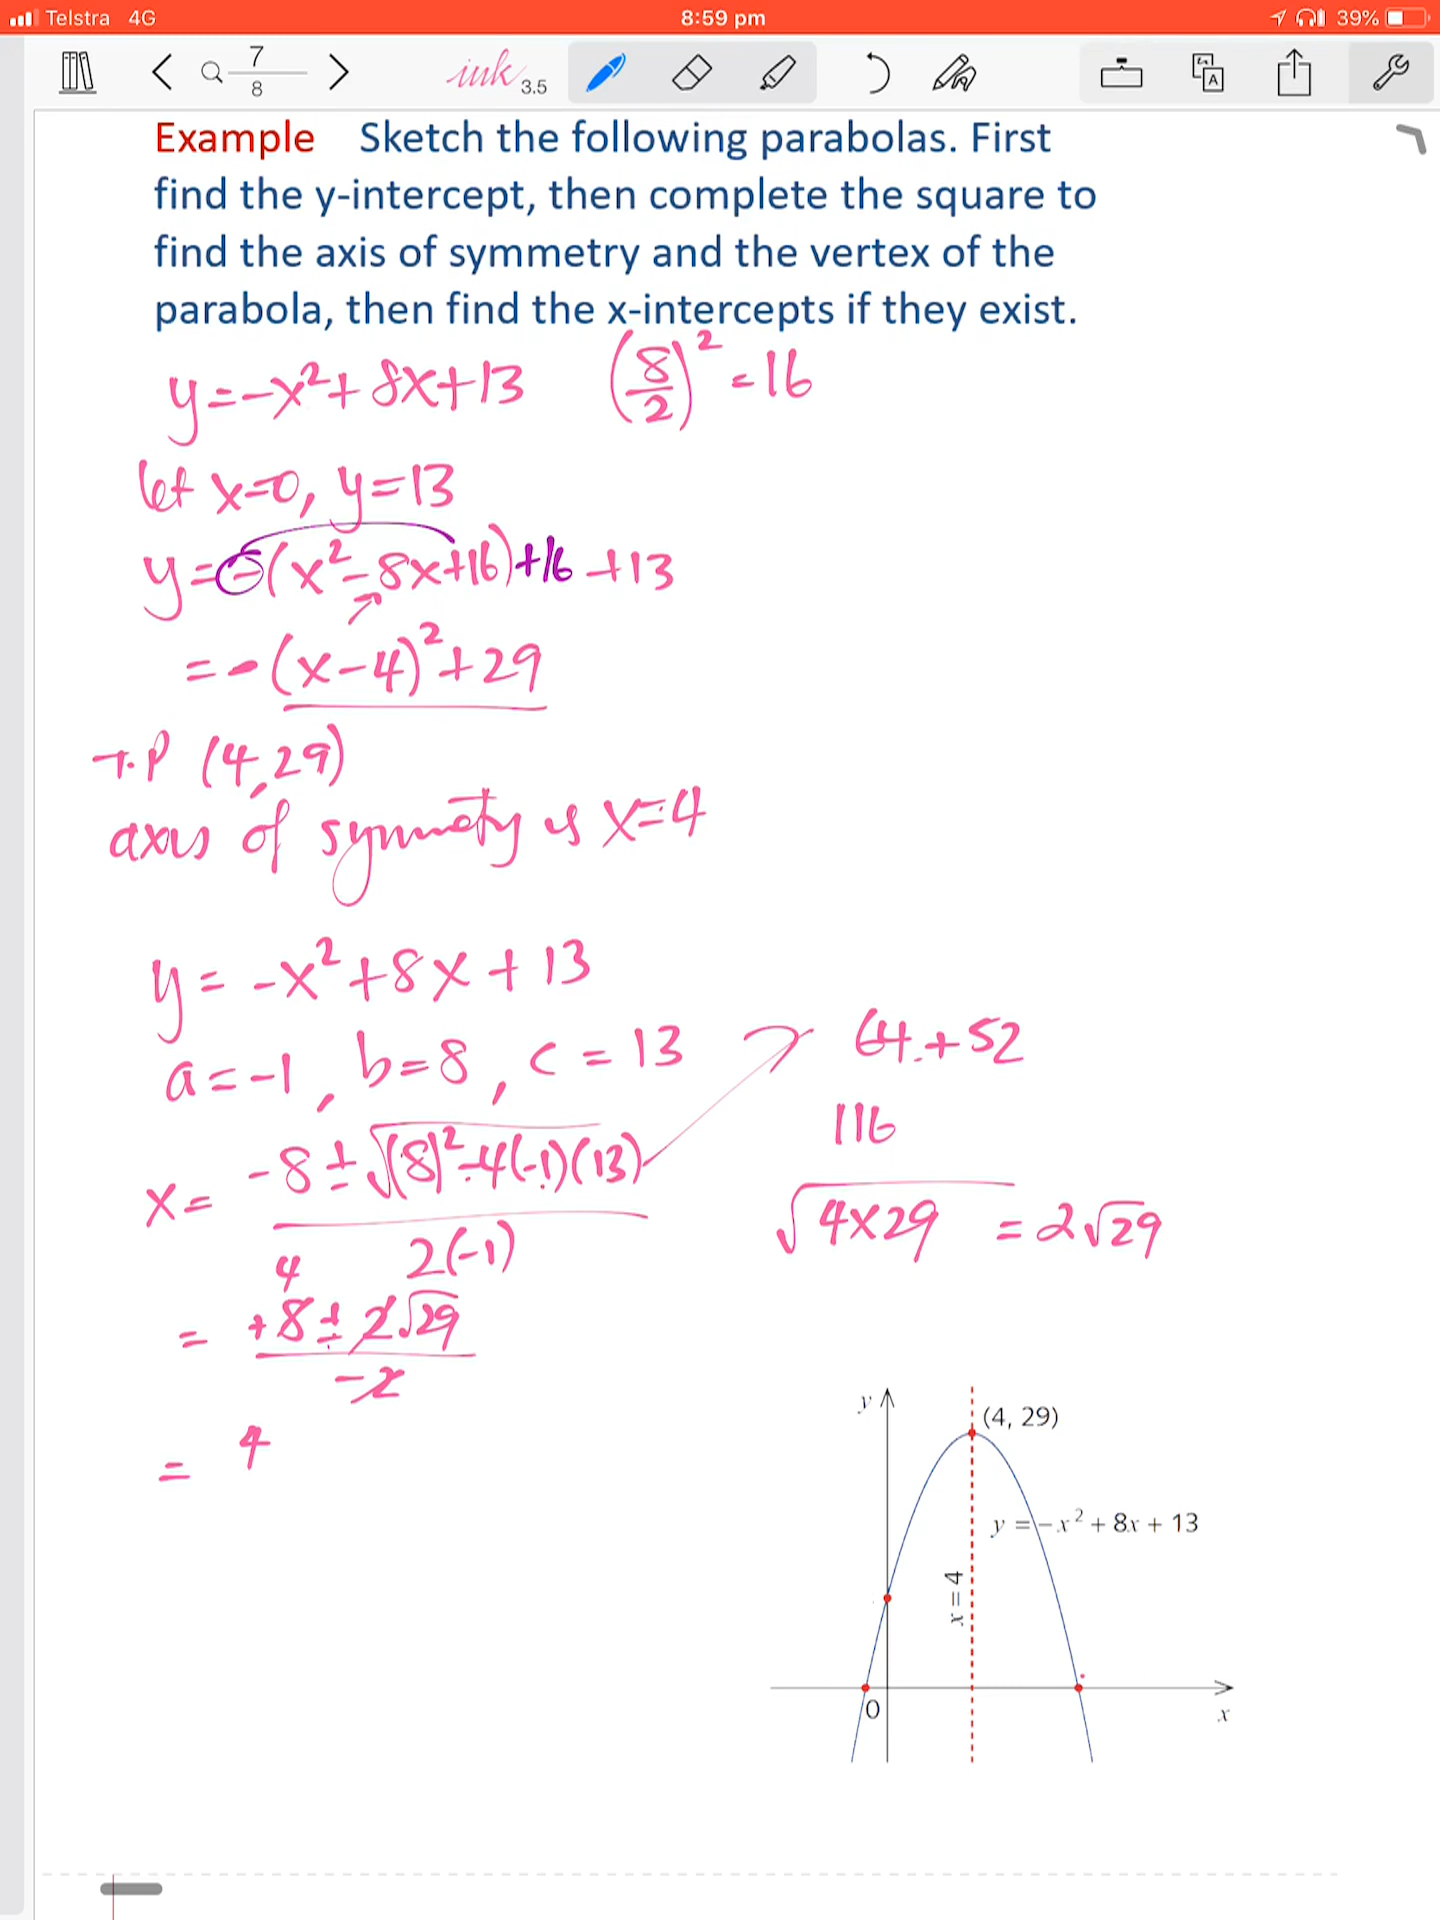 Telstra 4G 8:59 pm 39%
7
8
ink 3.5
Example Sketch the following parabolas. First
find the y-intercept, then complete the square to
find the axis of symmetry and the vertex of the
parabola, then find the x-intercepts if they exist.
y=-x²+8x+13 (8/2)²=16
let x=0, y=13
y=-(x²-8x+16)+16+13
=-(x-4)²+29
T.P (4,29)
axis of symmetry is x=4
y=-x²+8x+13
a=-1, b=8, c=13
64+52
116
x= -8±√(8)²-4(-1)(13)
2(-1)
√4x29 =2√29
4
= +8±2√29
-2
= 4
y
(4, 29)
y = -x² + 8x + 13
x = 4
0
x